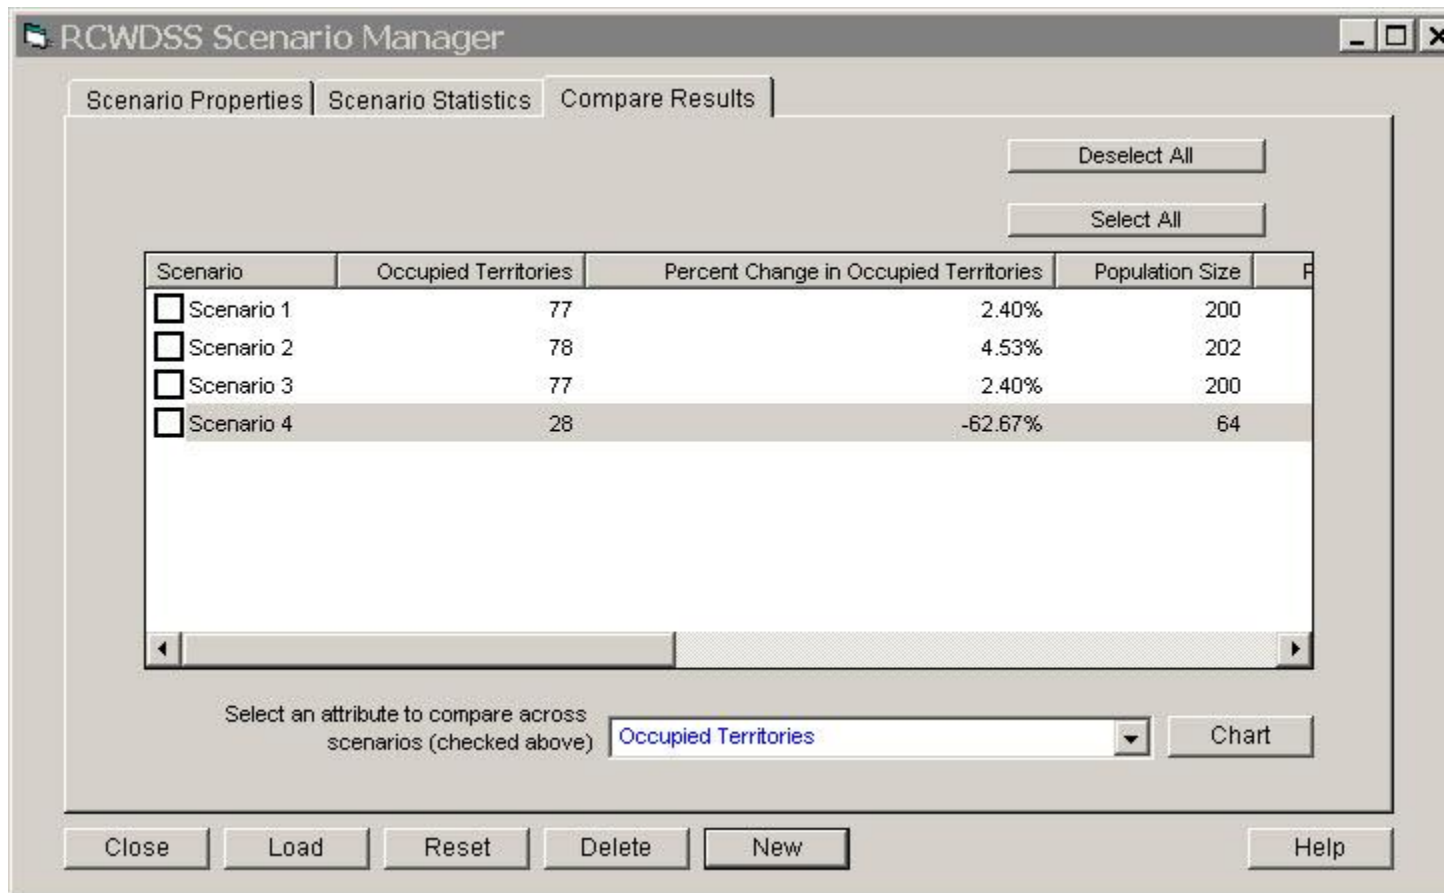 RCWDSS Scenario Manager
Scenario Properties Scenario Statistics Compare Results
Deselect All
Select All
Scenario Occupied Territories Percent Change in Occupied Territories Population Size
Scenario 1 77 2.40% 200
Scenario 2 78 4.53% 202
Scenario 3 77 2.40% 200
Scenario 4 28 -62.67% 64
Select an attribute to compare across
scenarios (checked above) Occupied Territories Chart
Close Load Reset Delete New Help